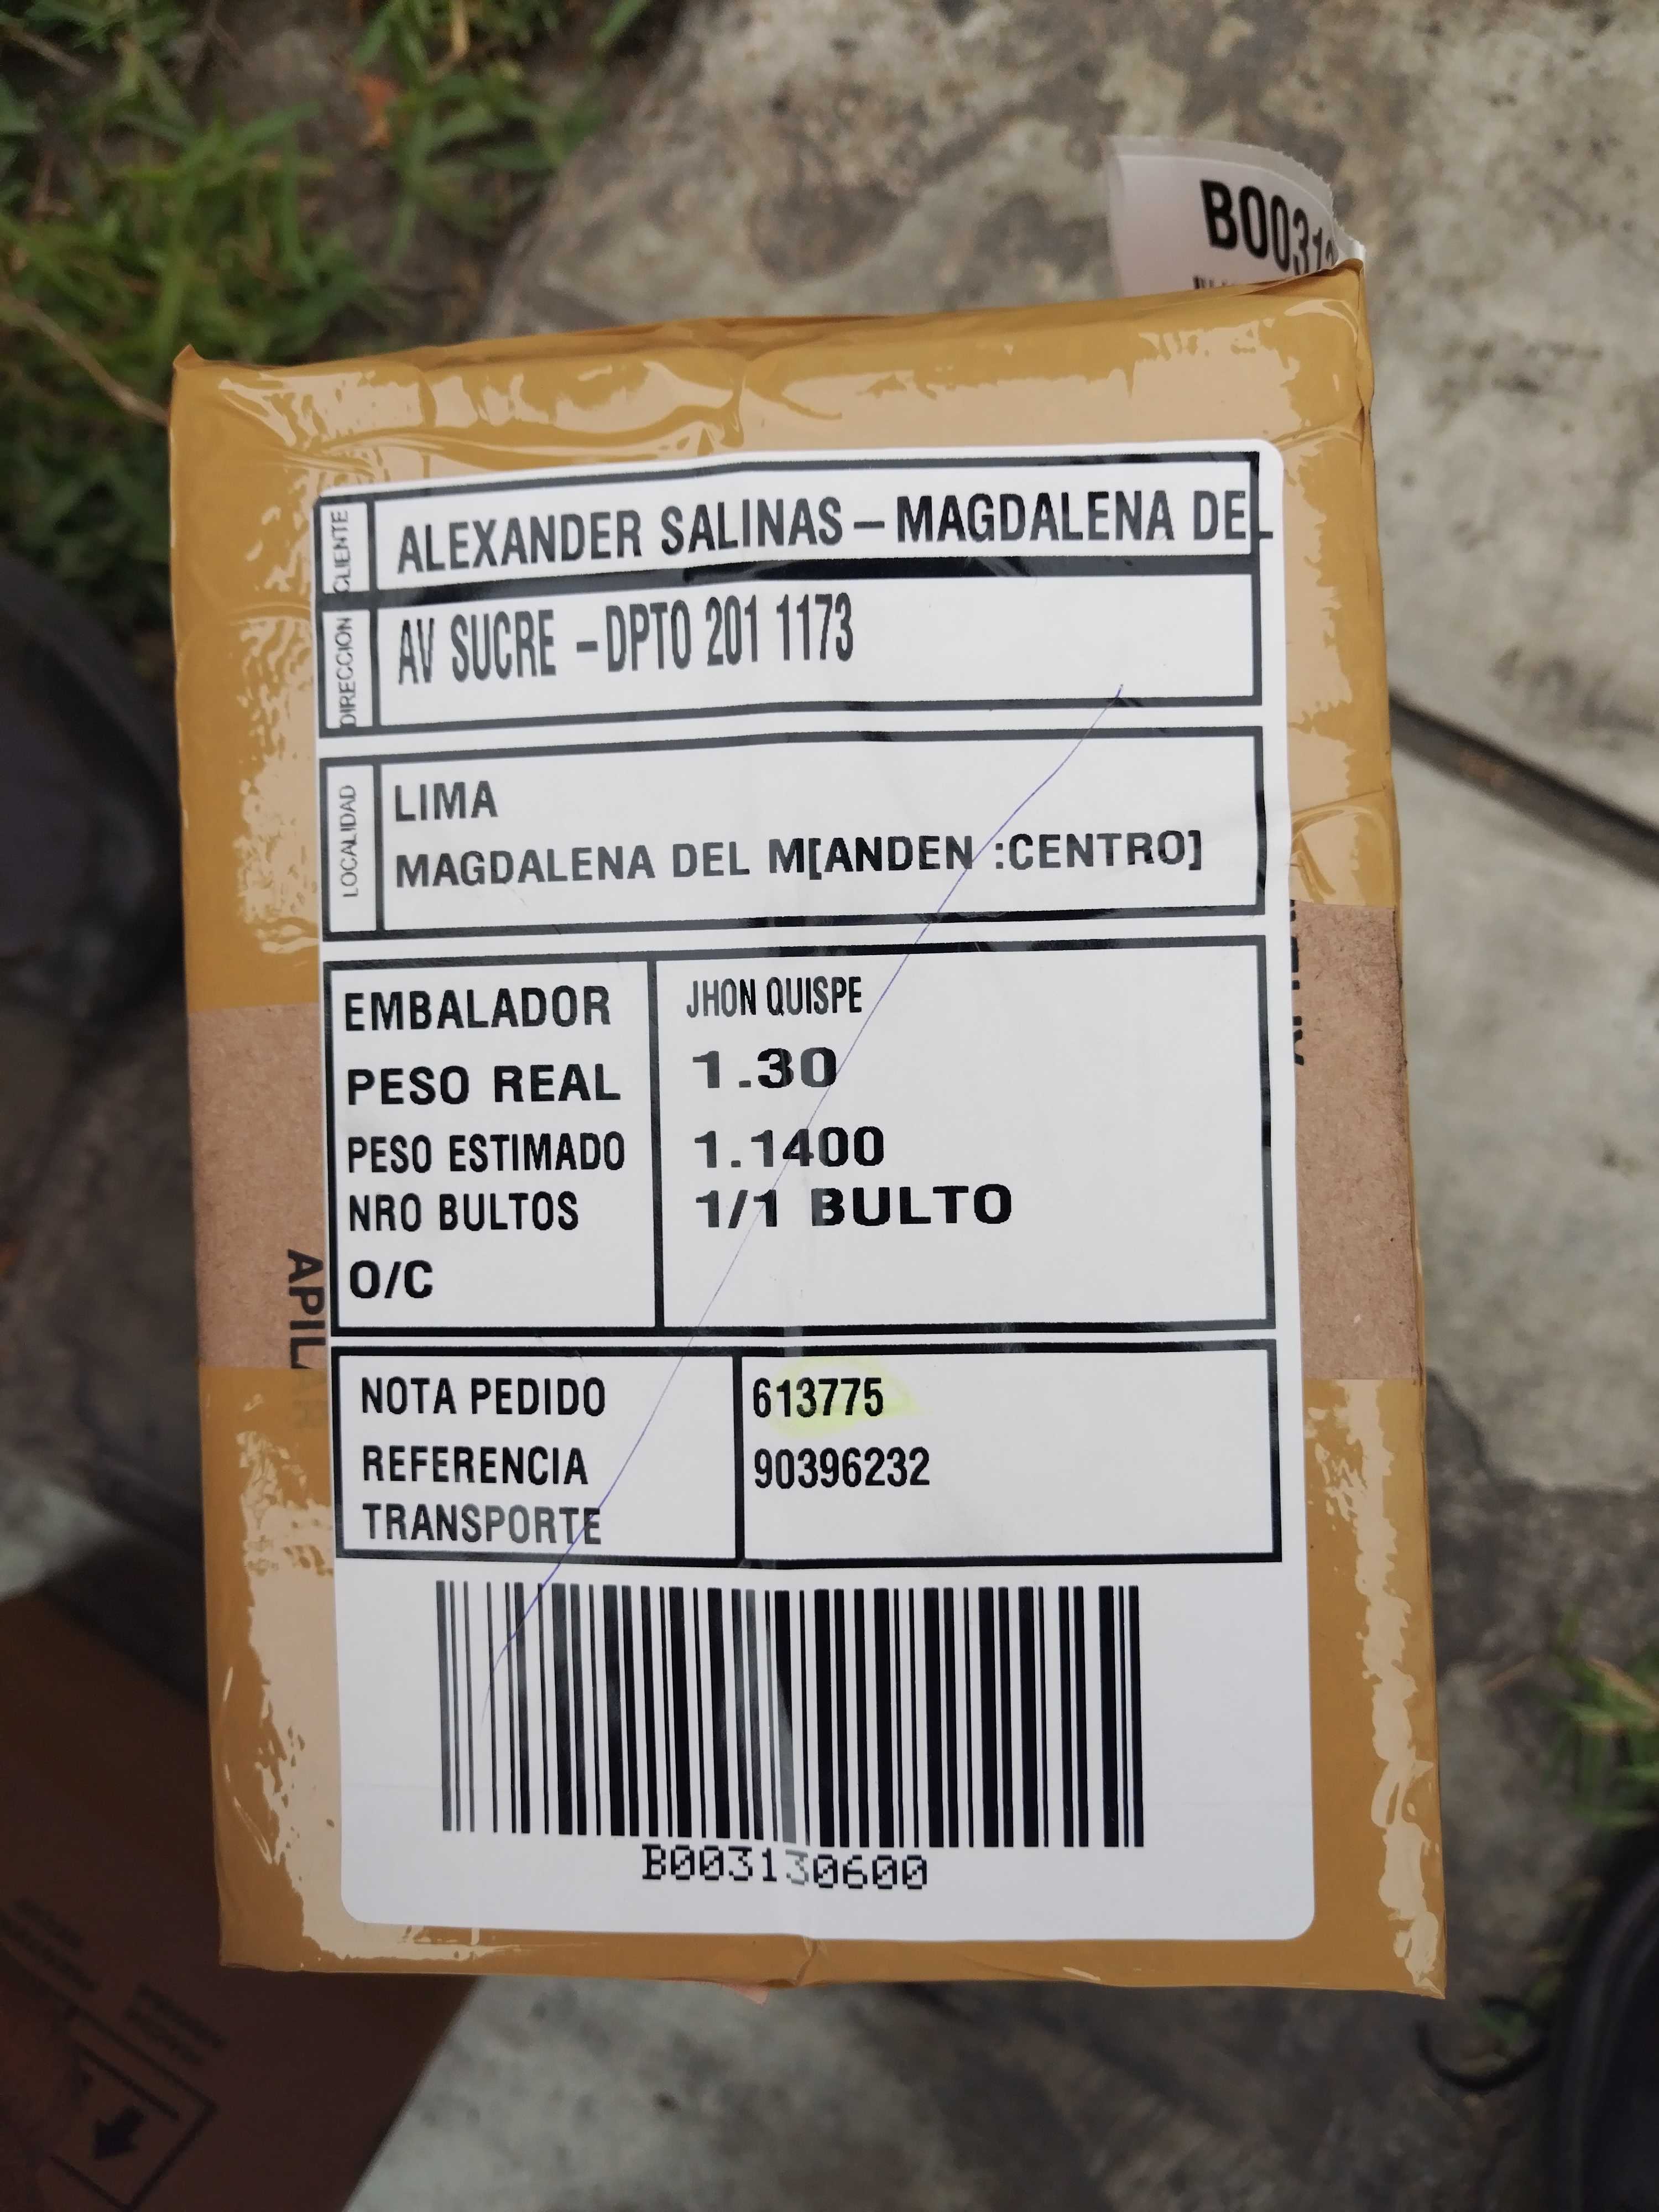 B0031
CLIENTE
ALEXANDER SALINAS – MAGDALENA DEL
DIRECCION
AV SUCRE – DPTO 201 1173
LOCALIDAD
LIMA
MAGDALENA DEL M[ANDEN :CENTRO]
EMBALADOR JHON QUISPE
PESO REAL 1.30
PESO ESTIMADO 1.1400
NRO BULTOS 1/1 BULTO
O/C
APIL
NOTA PEDIDO 613775
REFERENCIA 90396232
TRANSPORTE
B003130600